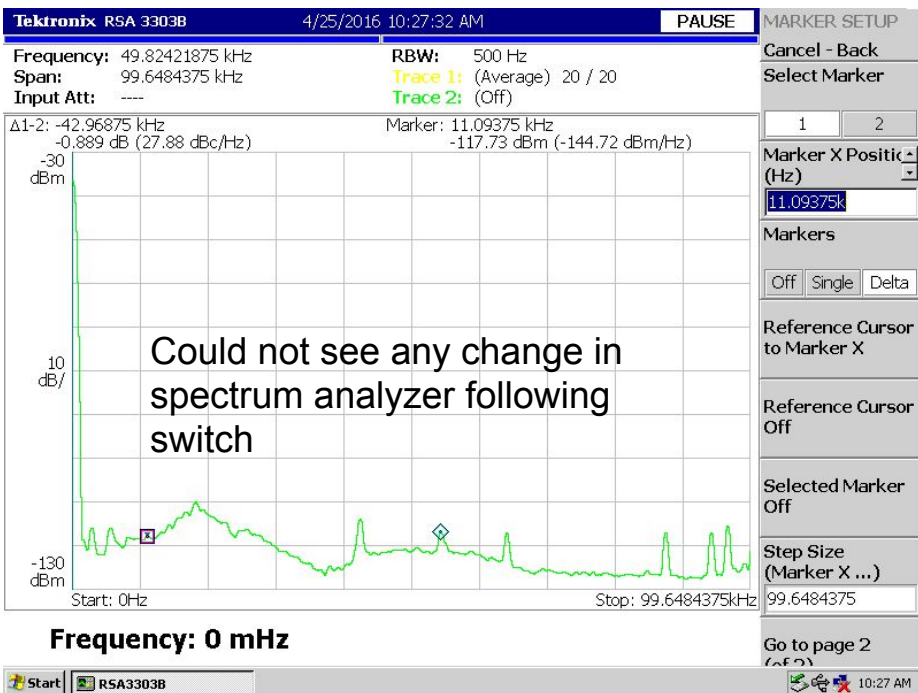 Tektronix RSA 3303B 4/25/2016 10:27:32 AM PAUSE
Frequency: 49.82421875 kHz RBW: 500 Hz
Span: 99.6484375 kHz Trace 1: (Average) 20 / 20
Input Att: ---- Trace 2: (Off)
Δ1-2: -42.96875 kHz Marker: 11.09375 kHz
-0.889 dB (27.88 dBc/Hz) -117.73 dBm (-144.72 dBm/Hz)
-30
dBm
10
dB/
Could not see any change in
spectrum analyzer following
switch
-130
dBm
Start: 0Hz Stop: 99.6484375kHz
Frequency: 0 mHz
MARKER SETUP
Cancel - Back
Select Marker
1 2
Marker X Positic
(Hz)
11.09375k
Markers
Off Single Delta
Reference Cursor
to Marker X
Reference Cursor
Off
Selected Marker
Off
Step Size
(Marker X ...)
99.6484375
Go to page 2
(of 2)
Start RSA3303B 10:27 AM